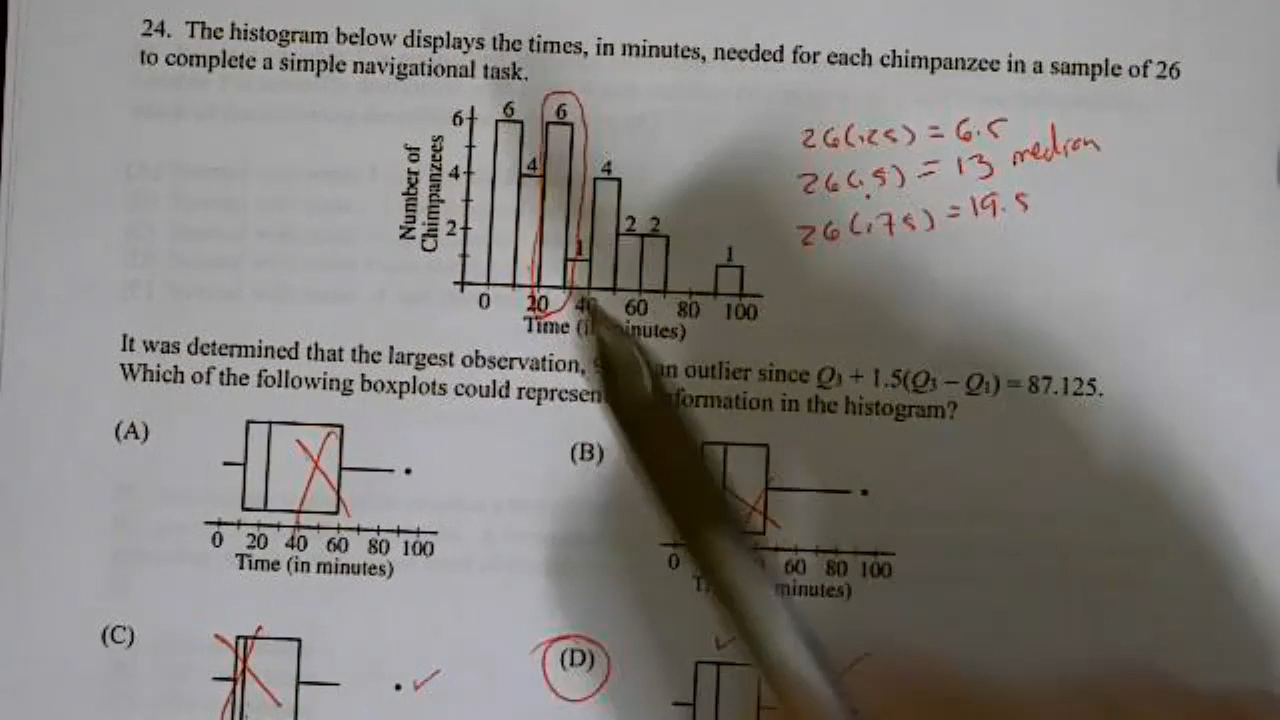 24. The histogram below displays the times, in minutes, needed for each chimpanzee in a sample of 26
to complete a simple navigational task.
26(.25) = 6.5
26(.5) = 13 median
26(.75) = 19.5
Number of
Chimpanzees
6
4
2
6
4
6
1
4
2 2
1
0 20 40 60 80 100
Time (in minutes)
It was determined that the largest observation, an outlier since Q3 + 1.5(Q3 − Q1) = 87.125.
Which of the following boxplots could represent information in the histogram?
(A)
0 20 40 60 80 100
Time (in minutes)
(B)
0 60 80 100
minutes)
(C)
(D)